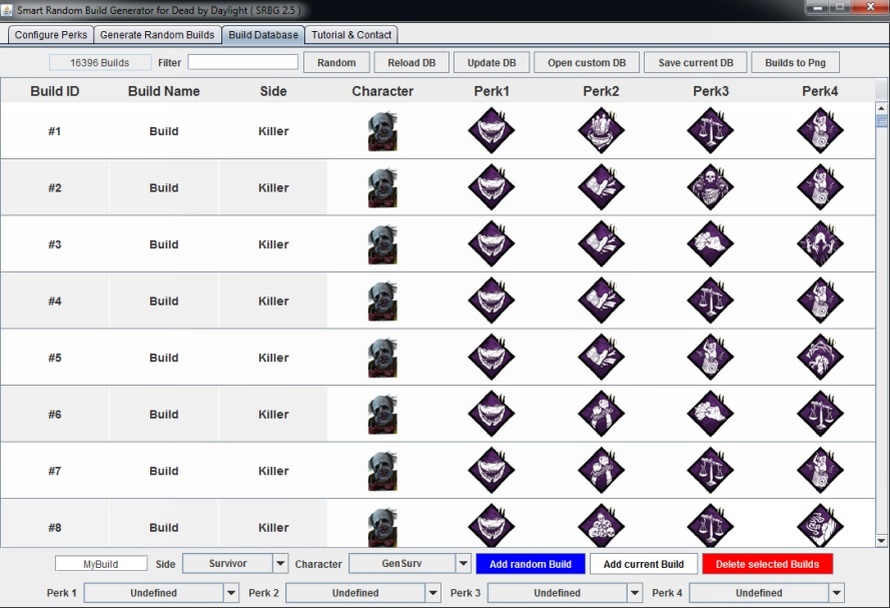 Smart Random Build Generator for Dead by Daylight ( SRBG 2.5 )
Configure Perks Generate Random Builds Build Database Tutorial & Contact
16396 Builds Filter Random Reload DB Update DB Open custom DB Save current DB Builds to Png
Build ID Build Name Side Character Perk1 Perk2 Perk3 Perk4
#1 Build Killer
#2 Build Killer
#3 Build Killer
#4 Build Killer
#5 Build Killer
#6 Build Killer
#7 Build Killer
#8 Build Killer
MyBuild Side Survivor Character GenSurv Add random Build Add current Build Delete selected Builds
Perk 1 Undefined Perk 2 Undefined Perk 3 Undefined Perk 4 Undefined